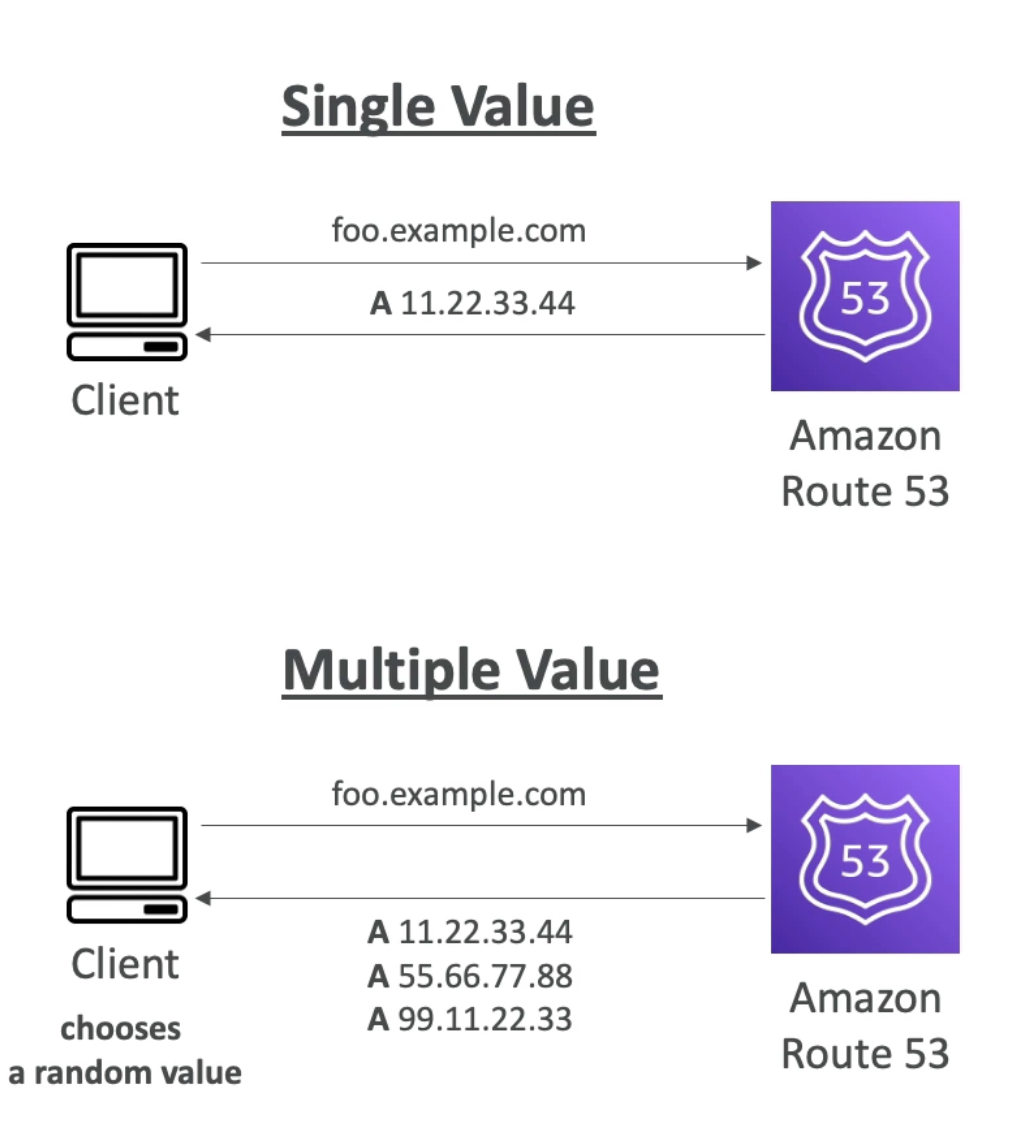 Single Value
foo.example.com
A 11.22.33.44
53
Client
Amazon
Route 53
Multiple Value
foo.example.com
53
A 11.22.33.44
A 55.66.77.88
A 99.11.22.33
Client
chooses
a random value
Amazon
Route 53